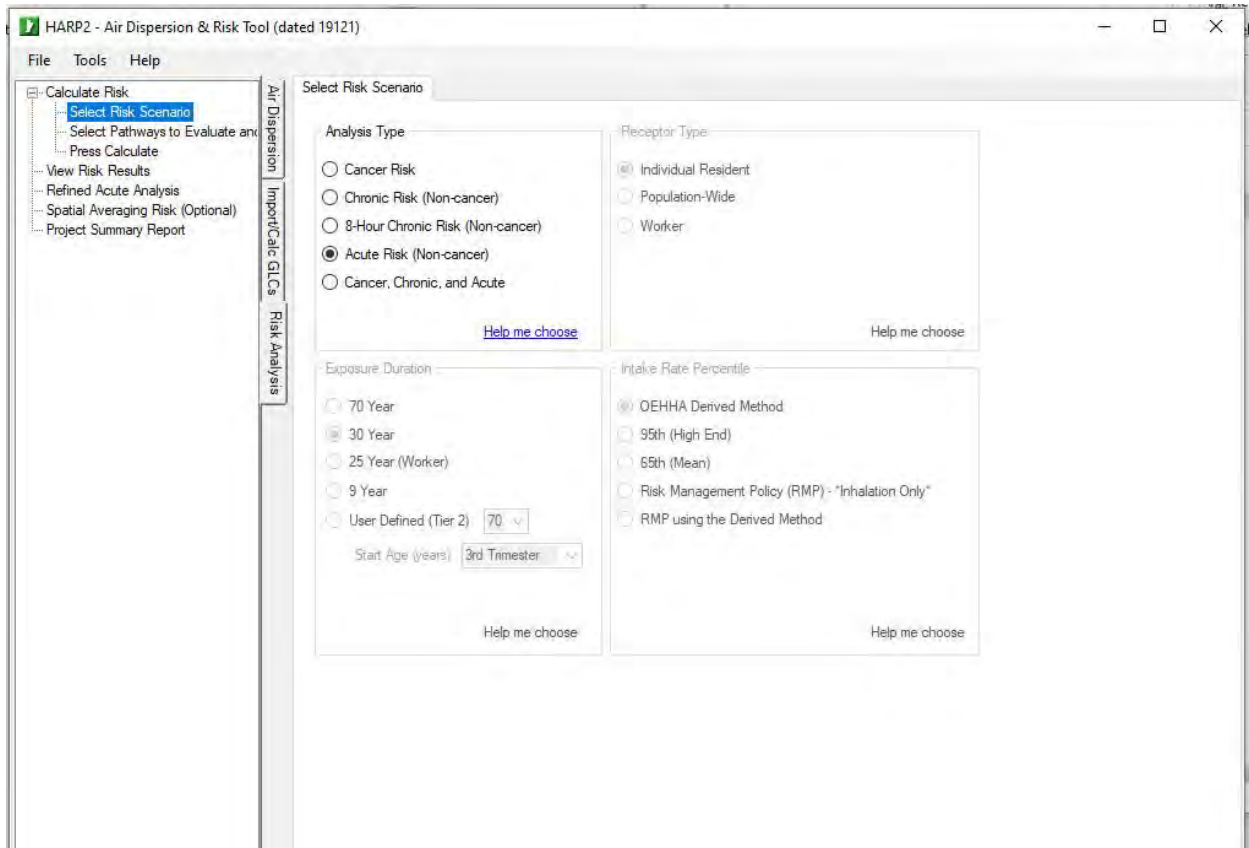 HARP2 - Air Dispersion & Risk Tool (dated 19121)
File Tools Help
Calculate Risk
Select Risk Scenario
Select Pathways to Evaluate and
Press Calculate
View Risk Results
Refined Acute Analysis
Spatial Averaging Risk (Optional)
Project Summary Report
Air Dispersion
Import/Calc GLCs
Risk Analysis
Select Risk Scenario
Analysis Type
Cancer Risk
Chronic Risk (Non-cancer)
8-Hour Chronic Risk (Non-cancer)
Acute Risk (Non-cancer)
Cancer, Chronic, and Acute
Help me choose
Receptor Type
Individual Resident
Population-Wide
Worker
Help me choose
Exposure Duration
70 Year
30 Year
25 Year (Worker)
9 Year
User Defined (Tier 2) 70
Start Age (years) 3rd Trimester
Help me choose
Intake Rate Percentile
OEHHA Derived Method
95th (High End)
65th (Mean)
Risk Management Policy (RMP) - "Inhalation Only"
RMP using the Derived Method
Help me choose